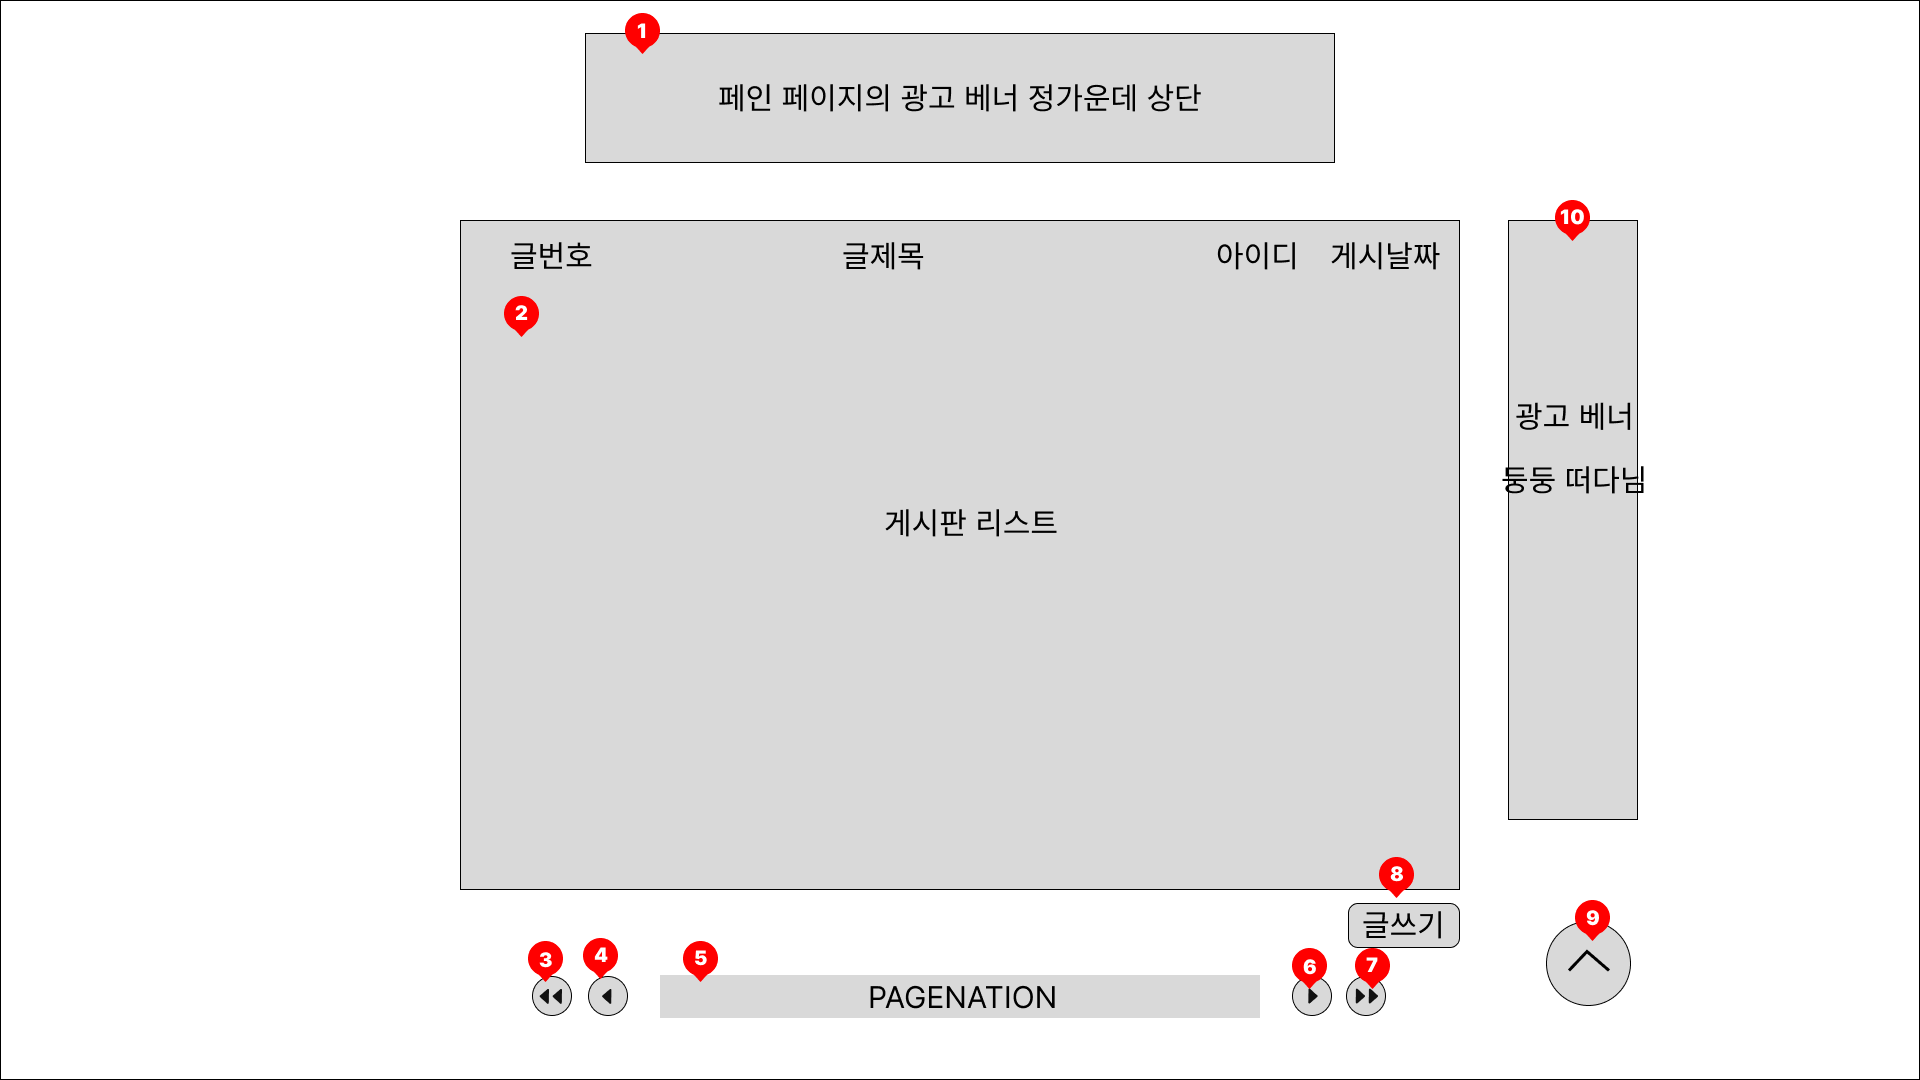 1
페인 페이지의 광고 베너 정가운데 상단
10
글번호 글제목 아이디 게시날짜
2
광고 베너
둥둥 떠다님
게시판 리스트
8
글쓰기
9
3 4 5 6 7
PAGENATION